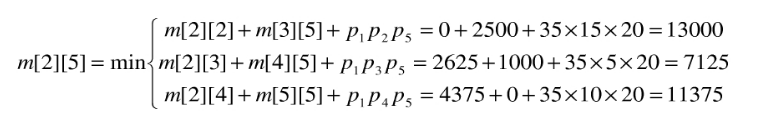 m[2][2]+m[3][5]+p₁p₂p₅=0+2500+35×15×20=13000
m[2][5]=min{m[2][3]+m[4][5]+p₁p₃p₅=2625+1000+35×5×20=7125
m[2][4]+m[5][5]+p₁p₄p₅=4375+0+35×10×20=11375